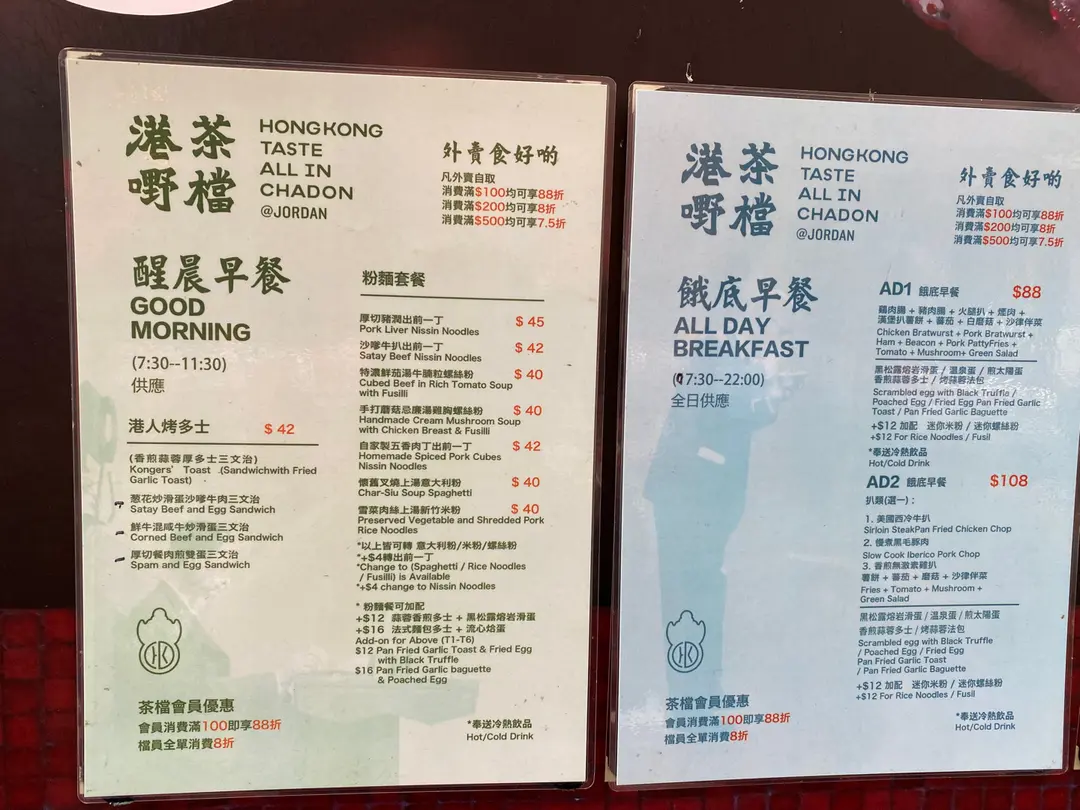 港茶
嘢檔
HONGKONG
TASTE
ALL IN
CHADON
@JORDAN
外賣食好啲
凡外賣自取
消費滿$100均可享88折
消費滿$200均可享8折
消費滿$500均可享7.5折
醒晨早餐
GOOD
MORNING
(7:30--11:30)
供應
港人烤多士 $ 42
(香煎蒜蓉厚多士三文治)
Kongers' Toast .(Sandwichwith Fried
Garlic Toast)
葱花炒滑蛋沙嗲牛肉三文治
Satay Beef and Egg Sandwich
鮮牛混咸牛炒滑蛋三文治
Corned Beef and Egg Sandwich
厚切餐肉煎雙蛋三文治
Spam and Egg Sandwich
茶檔會員優惠
會員消費滿100即享88折
檔員全單消費8折
粉麵套餐
厚切豬潤出前一丁 $ 45
Pork Liver Nissin Noodles
沙嗲牛扒出前一丁 $ 42
Satay Beef Nissin Noodles
特濃鮮茄湯牛腩粒螺絲粉 $ 40
Cubed Beef in Rich Tomato Soup
with Fusilli
手打蘑菇忌廉湯雞胸螺絲粉 $ 40
Handmade Cream Mushroom Soup
with Chicken Breast & Fusilli
自家製五香肉丁出前一丁 $ 42
Homemade Spiced Pork Cubes
Nissin Noodles
懷舊叉燒上湯意大利粉 $ 40
Char-Siu Soup Spaghetti
雪菜肉絲上湯新竹米粉 $ 40
Preserved Vegetable and Shredded Pork
Rice Noodles
*以上皆可轉 意大利粉/米粉/螺絲粉
*+$4轉出前一丁
*Change to (Spaghetti / Rice Noodles
/ Fusilli) is Available
*+$4 change to Nissin Noodles
* 粉麵餐可加配
+$12 蒜蓉香煎多士 + 黑松露熔岩滑蛋
+$16 法式麵包多士 + 流心焓蛋
Add-on for Above (T1-T6)
$12 Pan Fried Garlic Toast & Fried Egg
with Black Truffle
$16 Pan Fried Garlic baguette
& Poached Egg
*奉送冷熱飲品
Hot/Cold Drink
港茶
嘢檔
HONGKONG
TASTE
ALL IN
CHADON
@JORDAN
外賣食好啲
凡外賣自取
消費滿$100均可享88折
消費滿$200均可享8折
消費滿$500均可享7.5折
餓底早餐
ALL DAY
BREAKFAST
(07:30--22:00)
全日供應
茶檔會員優惠
會員消費滿100即享88折
檔員全單消費8折
AD1 餓底早餐 $88
雞肉腸 + 豬肉腸 + 火腿扒 + 煙肉 +
漢堡扒薯餅 + 蕃茄 + 白蘑菇 + 沙律伴菜
Chicken Bratwurst + Pork Bratwurst +
Ham + Beacon + Pork PattyFries +
Tomato + Mushroom+ Green Salad
黑松露熔岩滑蛋 / 溫泉蛋 / 煎太陽蛋
香煎蒜蓉多士 / 烤蒜蓉法包
Scrambled egg with Black Truffle /
Poached Egg / Fried Egg Pan Fried Garlic
Toast / Pan Fried Garlic Baguette
+$12 加配 迷你米粉 / 迷你螺絲粉
+$12 For Rice Noodles / Fusil
*奉送冷熱飲品
Hot/Cold Drink
AD2 餓底早餐 $108
扒類(選一) :
1. 美國西冷牛扒
Sirloin SteakPan Fried Chicken Chop
2. 慢煮黑毛豚肉
Slow Cook Iberico Pork Chop
3. 香煎無激素雞扒
薯餅 + 蕃茄 + 磨菇 + 沙律伴菜
Fries + Tomato + Mushroom +
Green Salad
黑松露熔岩滑蛋 / 溫泉蛋 / 煎太陽蛋
香煎蒜蓉多士 / 烤蒜蓉法包
Scrambled egg with Black Truffle
/ Poached Egg / Fried Egg
Pan Fried Garlic Toast
/ Pan Fried Garlic Baguette
+$12 加配 迷你米粉 / 迷你螺絲粉
+$12 For Rice Noodles / Fusil
*奉送冷熱飲品
Hot/Cold Drink